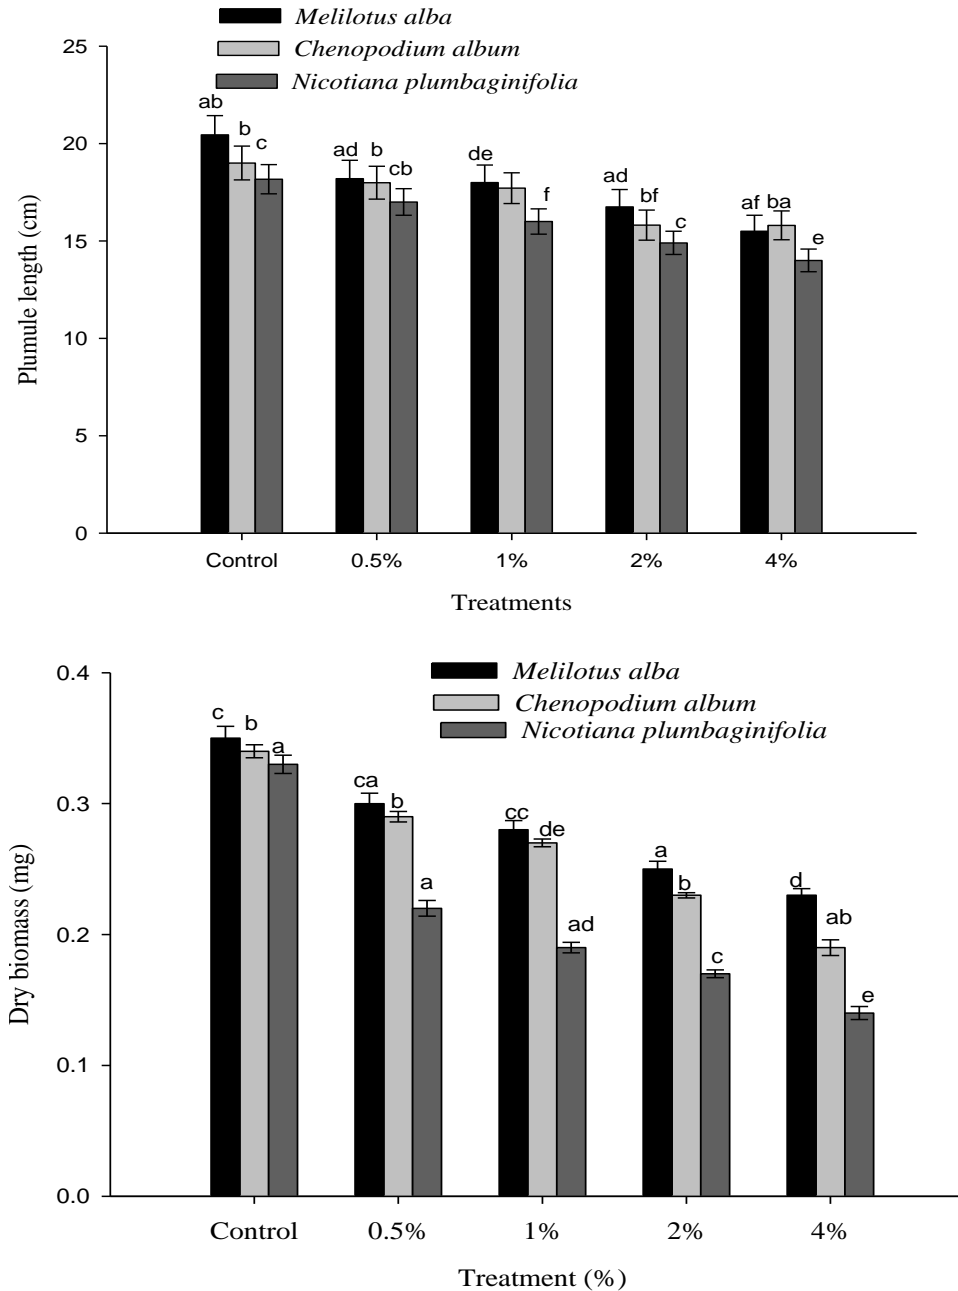 Melilotus alba
Chenopodium album
Nicotiana plumbaginifolia
25
20
15
10
5
0
Plumule length (cm)
ab
b
c
ad
b
cb
de
f
ad
bf
c
af
ba
e
Control
0.5%
1%
2%
4%
Treatments
Melilotus alba
Chenopodium album
Nicotiana plumbaginifolia
0.4
0.3
0.2
0.1
0.0
Dry biomass (mg)
c
b
a
ca
b
a
cc
de
ad
a
b
c
d
ab
e
Control
0.5%
1%
2%
4%
Treatment (%)